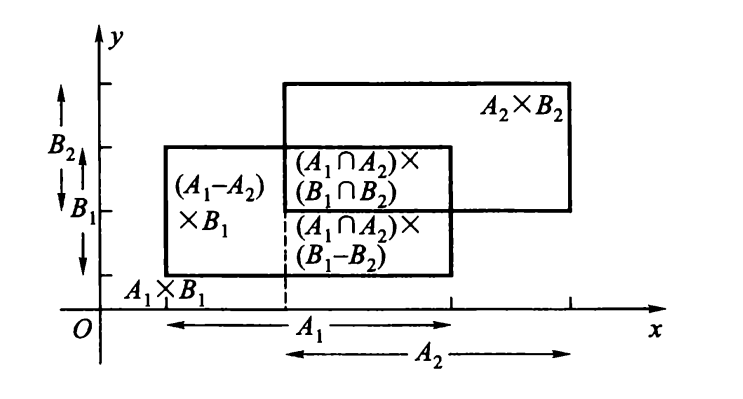 y
A₂×B₂
B₂
(A₁∩A₂)×
(B₁∩B₂)
(A₁−A₂)
×B₁
B₁
(A₁∩A₂)×
(B₁−B₂)
A₁×B₁
O
A₁
x
A₂